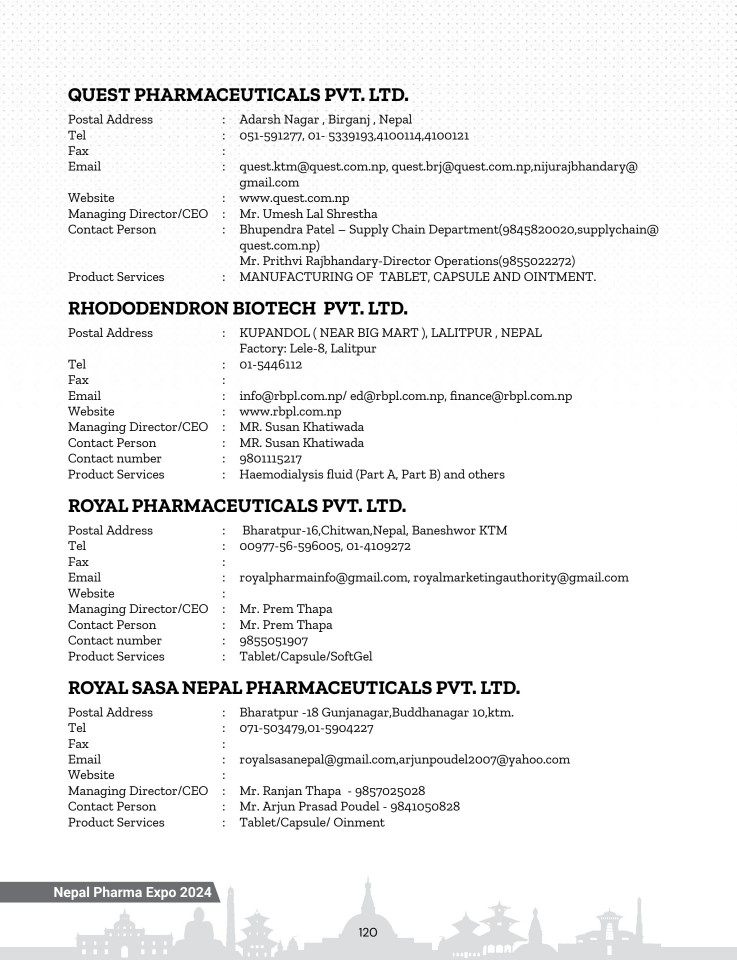 QUEST PHARMACEUTICALS PVT. LTD.
Postal Address : Adarsh Nagar , Birganj , Nepal
Tel : 051-591277, 01- 5339193,4100114,4100121
Fax :
Email : quest.ktm@quest.com.np, quest.brj@quest.com.np,nijurajbhandary@
gmail.com
Website : www.quest.com.np
Managing Director/CEO : Mr. Umesh Lal Shrestha
Contact Person : Bhupendra Patel – Supply Chain Department(9845820020,supplychain@
quest.com.np)
Mr. Prithvi Rajbhandary-Director Operations(9855022272)
Product Services : MANUFACTURING OF TABLET, CAPSULE AND OINTMENT.
RHODODENDRON BIOTECH PVT. LTD.
Postal Address : KUPANDOL ( NEAR BIG MART ), LALITPUR , NEPAL
Factory: Lele-8, Lalitpur
Tel : 01-5446112
Fax :
Email : info@rbpl.com.np/ ed@rbpl.com.np, finance@rbpl.com.np
Website : www.rbpl.com.np
Managing Director/CEO : MR. Susan Khatiwada
Contact Person : MR. Susan Khatiwada
Contact number : 9801115217
Product Services : Haemodialysis fluid (Part A, Part B) and others
ROYAL PHARMACEUTICALS PVT. LTD.
Postal Address : Bharatpur-16,Chitwan,Nepal, Baneshwor KTM
Tel : 00977-56-596005, 01-4109272
Fax :
Email : royalpharmainfo@gmail.com, royalmarketingauthority@gmail.com
Website :
Managing Director/CEO : Mr. Prem Thapa
Contact Person : Mr. Prem Thapa
Contact number : 9855051907
Product Services : Tablet/Capsule/SoftGel
ROYAL SASA NEPAL PHARMACEUTICALS PVT. LTD.
Postal Address : Bharatpur -18 Gunjanagar,Buddhanagar 10,ktm.
Tel : 071-503479,01-5904227
Fax :
Email : royalsasanepal@gmail.com,arjunpoudel2007@yahoo.com
Website :
Managing Director/CEO : Mr. Ranjan Thapa - 9857025028
Contact Person : Mr. Arjun Prasad Poudel - 9841050828
Product Services : Tablet/Capsule/ Oinment
Nepal Pharma Expo 2024
120